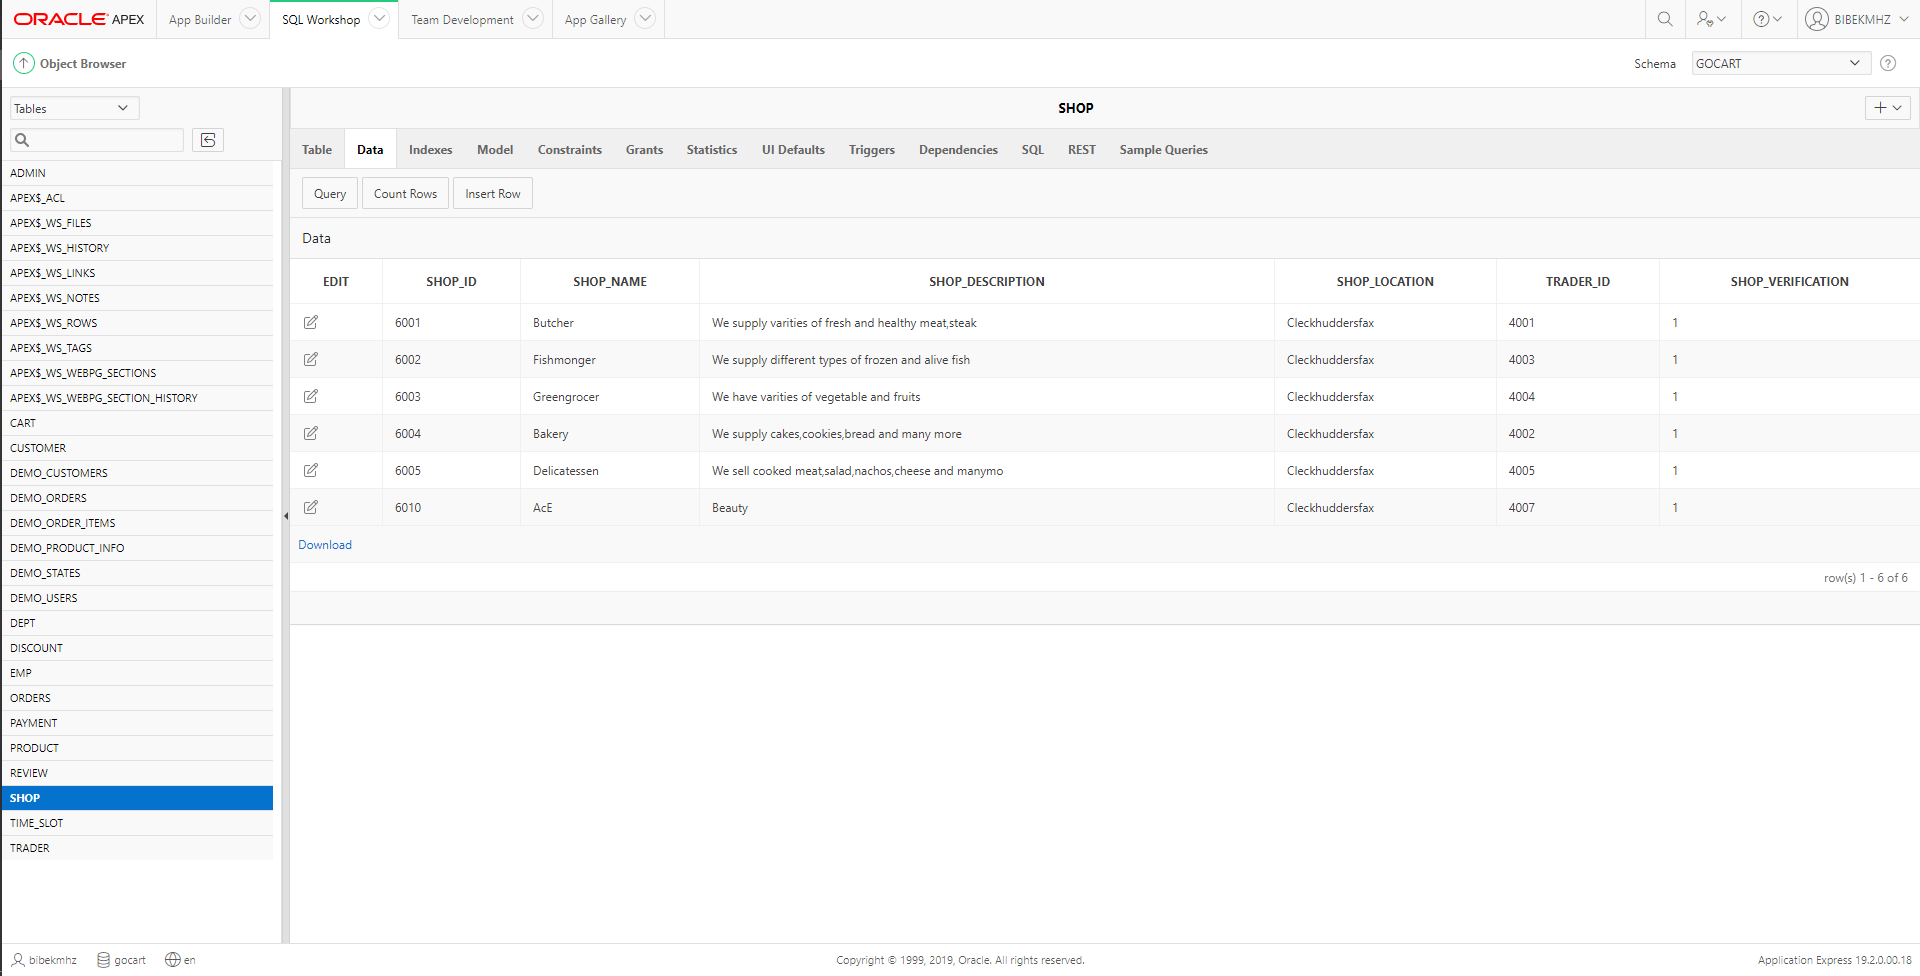 ORACLE APEX App Builder SQL Workshop Team Development App Gallery BIBEKMHZ
Object Browser Schema GOCART
Tables
SHOP
Table Data Indexes Model Constraints Grants Statistics UI Defaults Triggers Dependencies SQL REST Sample Queries
Query Count Rows Insert Row
Data
EDIT SHOP_ID SHOP_NAME SHOP_DESCRIPTION SHOP_LOCATION TRADER_ID SHOP_VERIFICATION
6001 Butcher We supply varities of fresh and healthy meat,steak Cleckhuddersfax 4001 1
6002 Fishmonger We supply different types of frozen and alive fish Cleckhuddersfax 4003 1
6003 Greengrocer We have varities of vegetable and fruits Cleckhuddersfax 4004 1
6004 Bakery We supply cakes,cookies,bread and many more Cleckhuddersfax 4002 1
6005 Delicatessen We sell cooked meat,salad,nachos,cheese and manymo Cleckhuddersfax 4005 1
6010 AcE Beauty Cleckhuddersfax 4007 1
Download
row(s) 1 - 6 of 6
ADMIN
APEX$_ACL
APEX$_WS_FILES
APEX$_WS_HISTORY
APEX$_WS_LINKS
APEX$_WS_NOTES
APEX$_WS_ROWS
APEX$_WS_TAGS
APEX$_WS_WEBPG_SECTIONS
APEX$_WS_WEBPG_SECTION_HISTORY
CART
CUSTOMER
DEMO_CUSTOMERS
DEMO_ORDERS
DEMO_ORDER_ITEMS
DEMO_PRODUCT_INFO
DEMO_STATES
DEMO_USERS
DEPT
DISCOUNT
EMP
ORDERS
PAYMENT
PRODUCT
REVIEW
SHOP
TIME_SLOT
TRADER
bibekmhz gocart en Copyright © 1999, 2019, Oracle. All rights reserved. Application Express 19.2.0.00.18